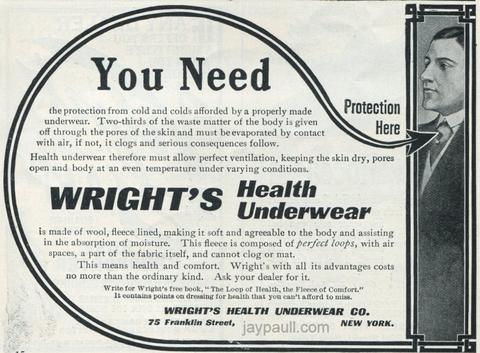 You Need
the protection from cold and colds afforded by a properly made
underwear. Two-thirds of the waste matter of the body is given
off through the pores of the skin and must be evaporated by contact
with air, if not, it clogs and serious consequences follow.
Health underwear therefore must allow perfect ventilation, keeping the skin dry, pores
open and body at an even temperature under varying conditions.
WRIGHT'S Health
Underwear
is made of wool, fleece lined, making it soft and agreeable to the body and assisting
in the absorption of moisture. This fleece is composed of perfect loops, with air
spaces, a part of the fabric itself, and cannot clog or mat.
This means health and comfort. Wright's with all its advantages costs
no more than the ordinary kind. Ask your dealer for it.
Write for Wright's free book, "The Loop of Health, the Fleece of Comfort."
It contains points on dressing for health that you can't afford to miss.
WRIGHT'S HEALTH UNDERWEAR CO.
75 Franklin Street, NEW YORK.
jaypaull.com
Protection
Here